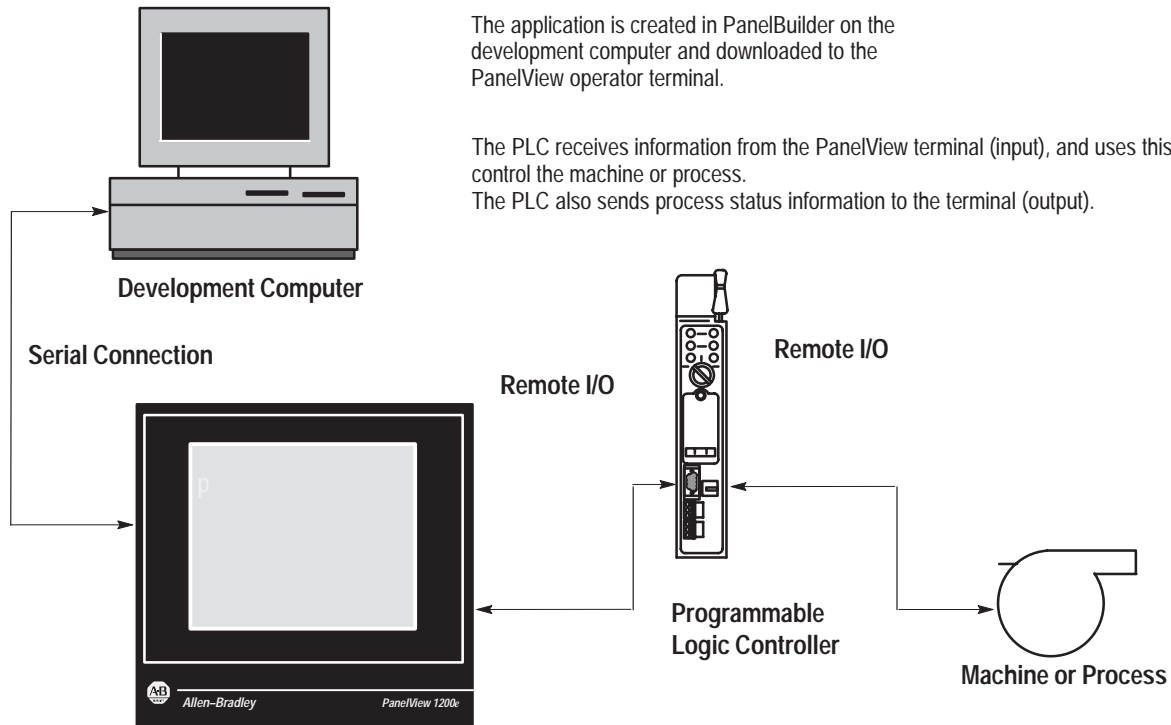 The application is created in PanelBuilder on the
development computer and downloaded to the
PanelView operator terminal.
The PLC receives information from the PanelView terminal (input), and uses this
control the machine or process.
The PLC also sends process status information to the terminal (output).
Development Computer
Serial Connection
Remote I/O
Remote I/O
p
Programmable
Logic Controller
Machine or Process
A-B
Allen–Bradley
PanelView 1200e